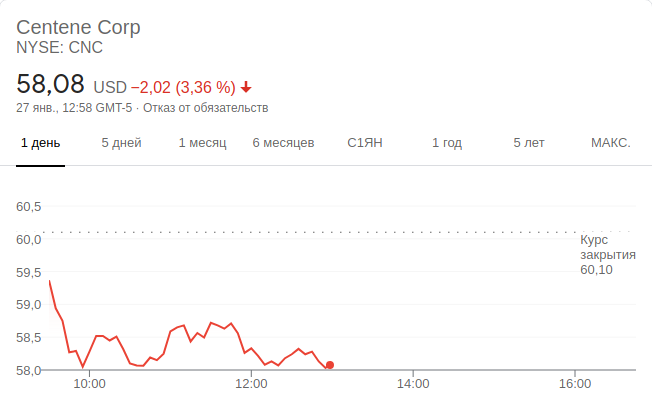 Centene Corp
NYSE: CNC
58,08 USD −2,02 (3,36 %)
27 янв., 12:58 GMT-5 · Отказ от обязательств
1 день 5 дней 1 месяц 6 месяцев С1ЯН 1 год 5 лет МАКС.
60,5
60,0
59,5
59,0
58,5
58,0
Курс
закрытия
60,10
10:00 12:00 14:00 16:00